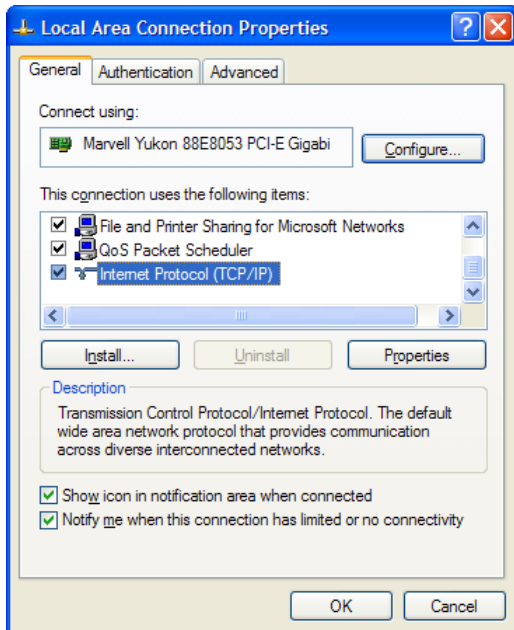 Local Area Connection Properties
General Authentication Advanced
Connect using:
Marvell Yukon 88E8053 PCI-E Gigabi Configure...
This connection uses the following items:
File and Printer Sharing for Microsoft Networks
QoS Packet Scheduler
Internet Protocol (TCP/IP)
Install... Uninstall Properties
Description
Transmission Control Protocol/Internet Protocol. The default
wide area network protocol that provides communication
across diverse interconnected networks.
Show icon in notification area when connected
Notify me when this connection has limited or no connectivity
OK Cancel